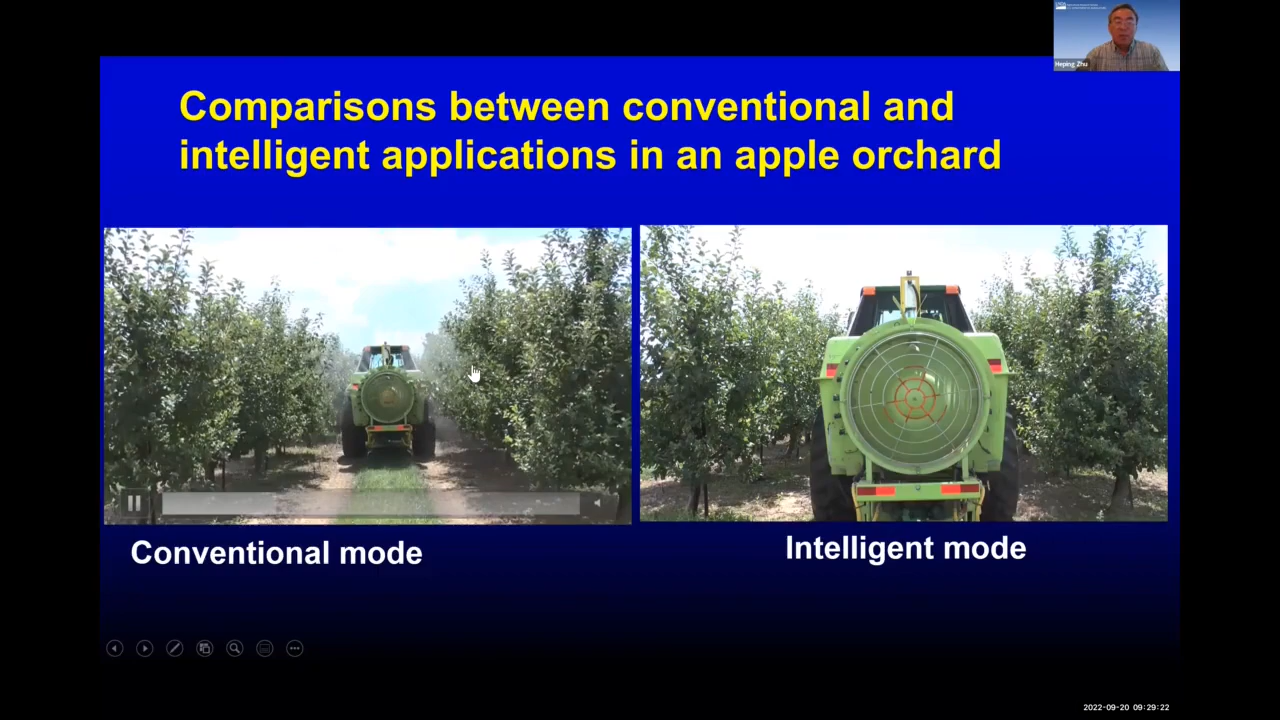 Heping Zhu
Comparisons between conventional and
intelligent applications in an apple orchard
Conventional mode
Intelligent mode
2022-09-20 09:29:22